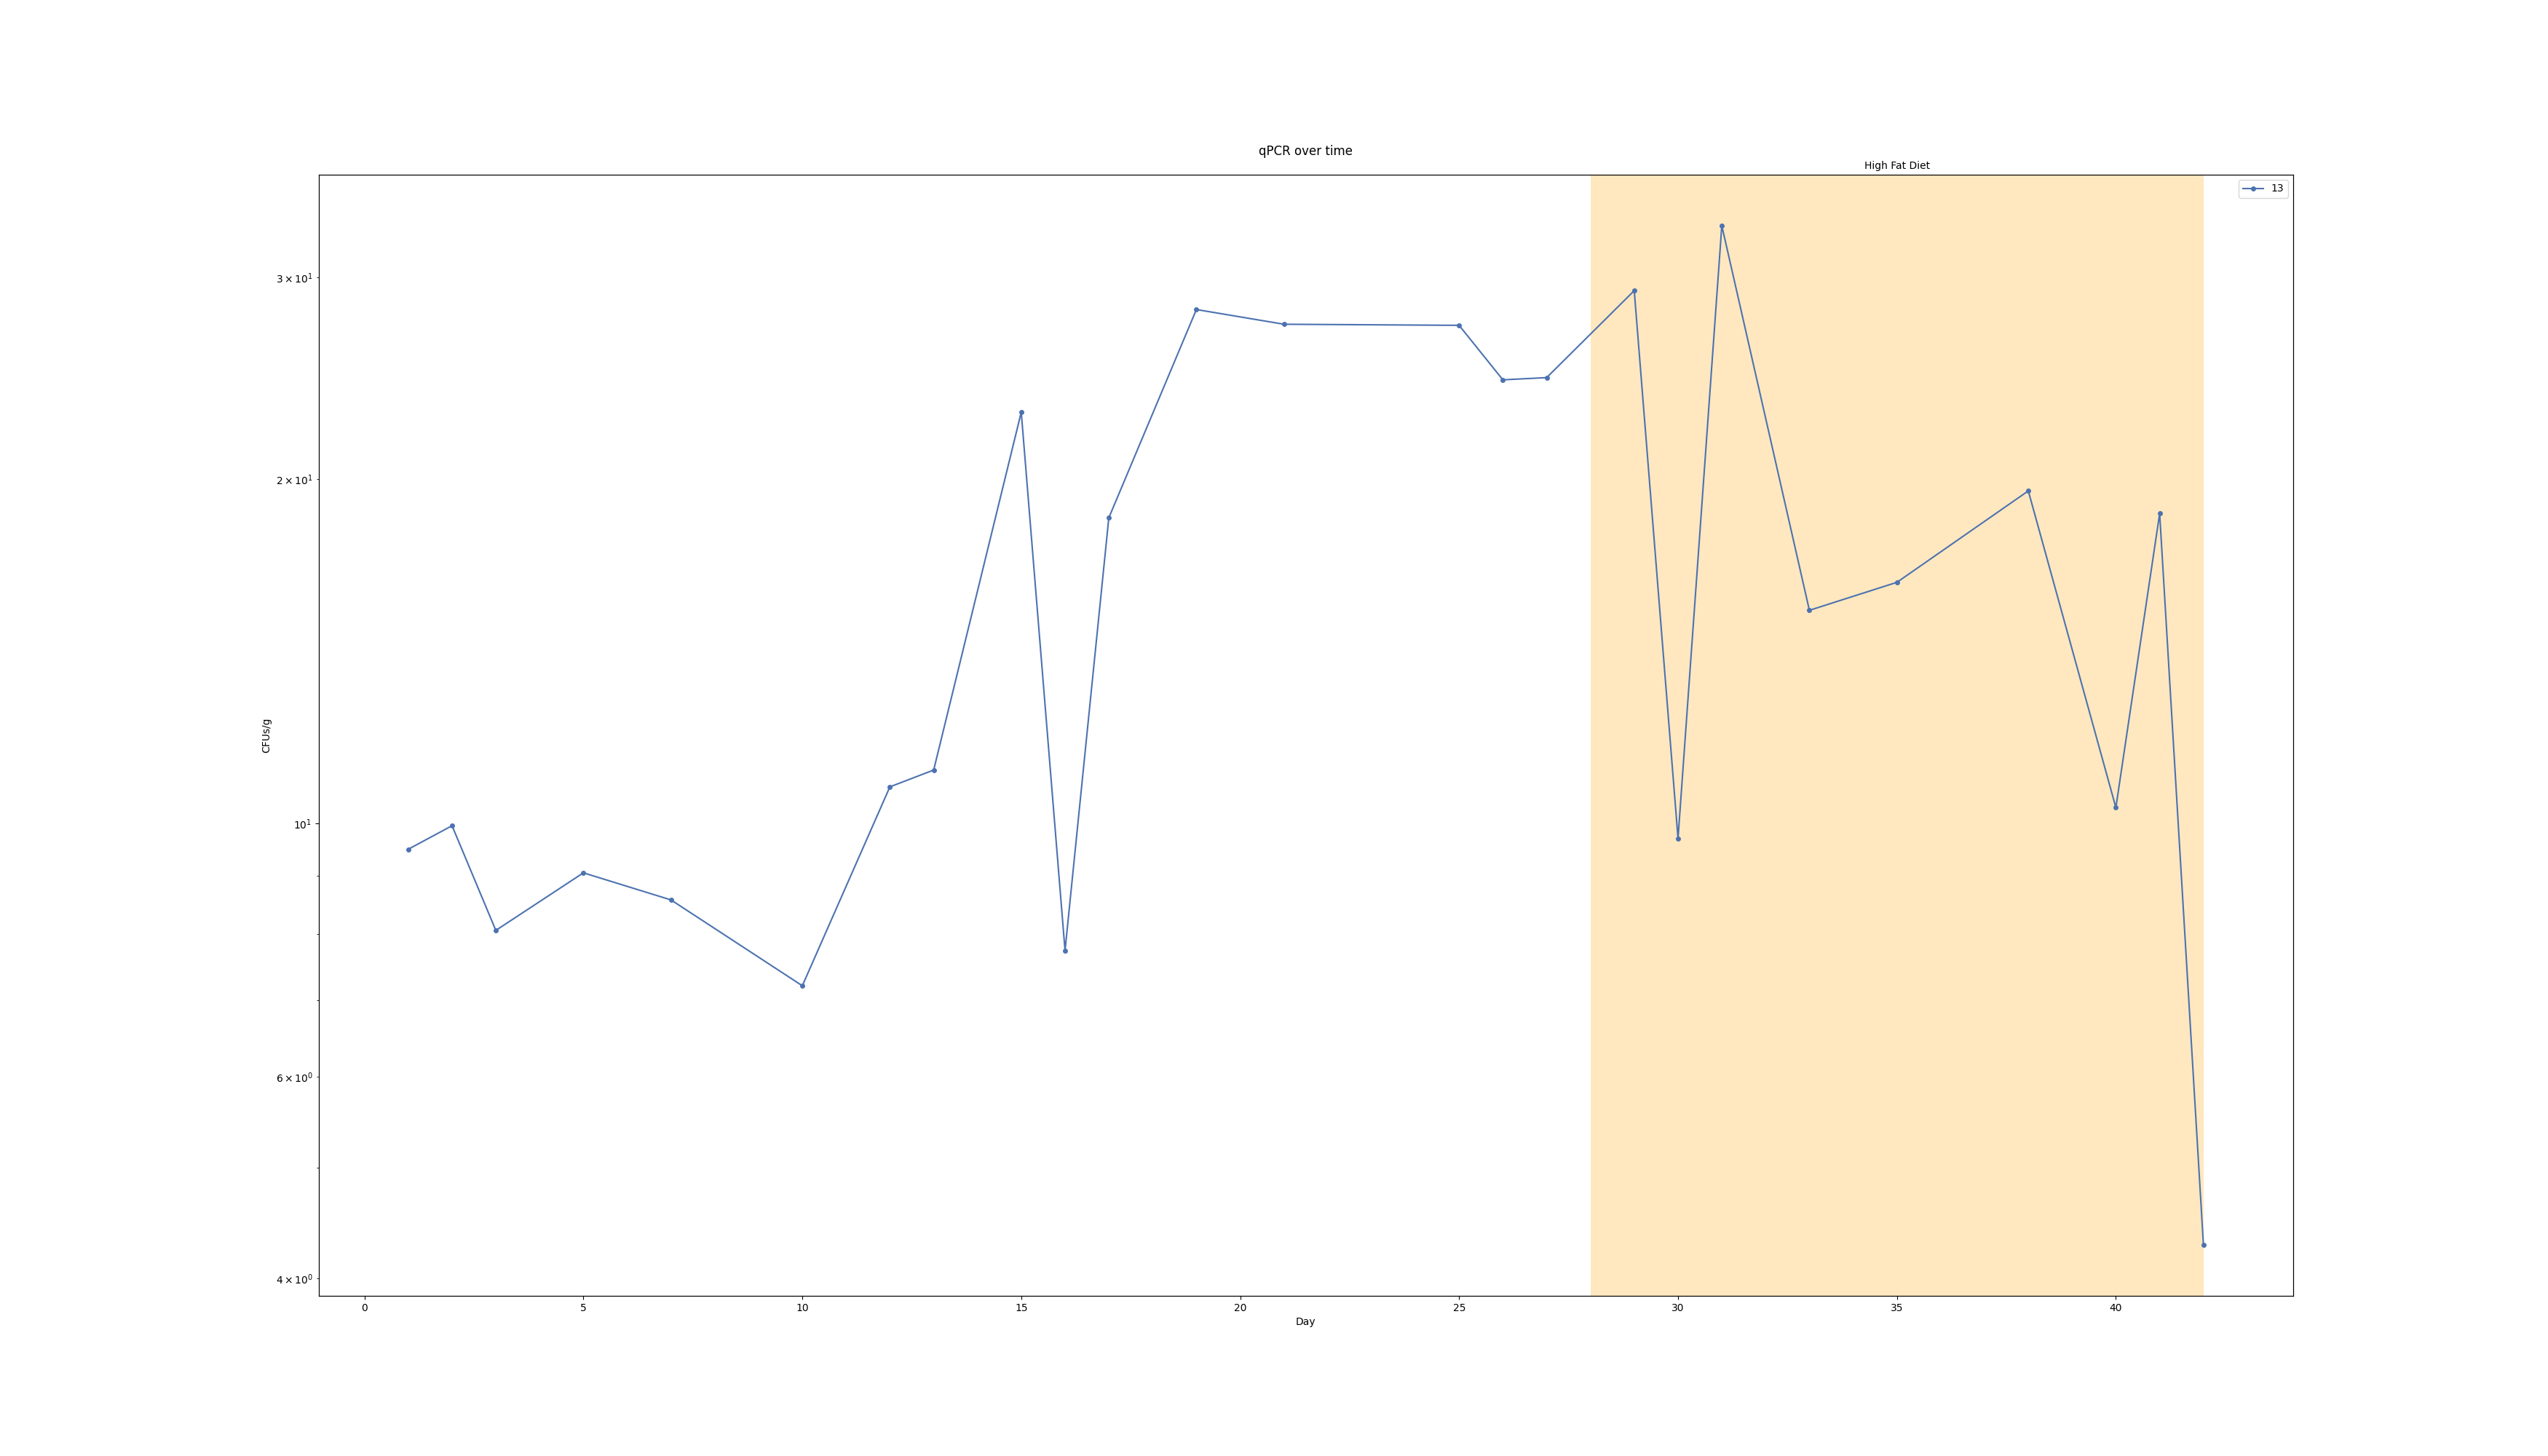 qPCR over time
High Fat Diet
13
3 × 10¹
2 × 10¹
10¹
6 × 10⁰
4 × 10⁰
CFUs/g
0 5 10 15 20 25 30 35 40
Day